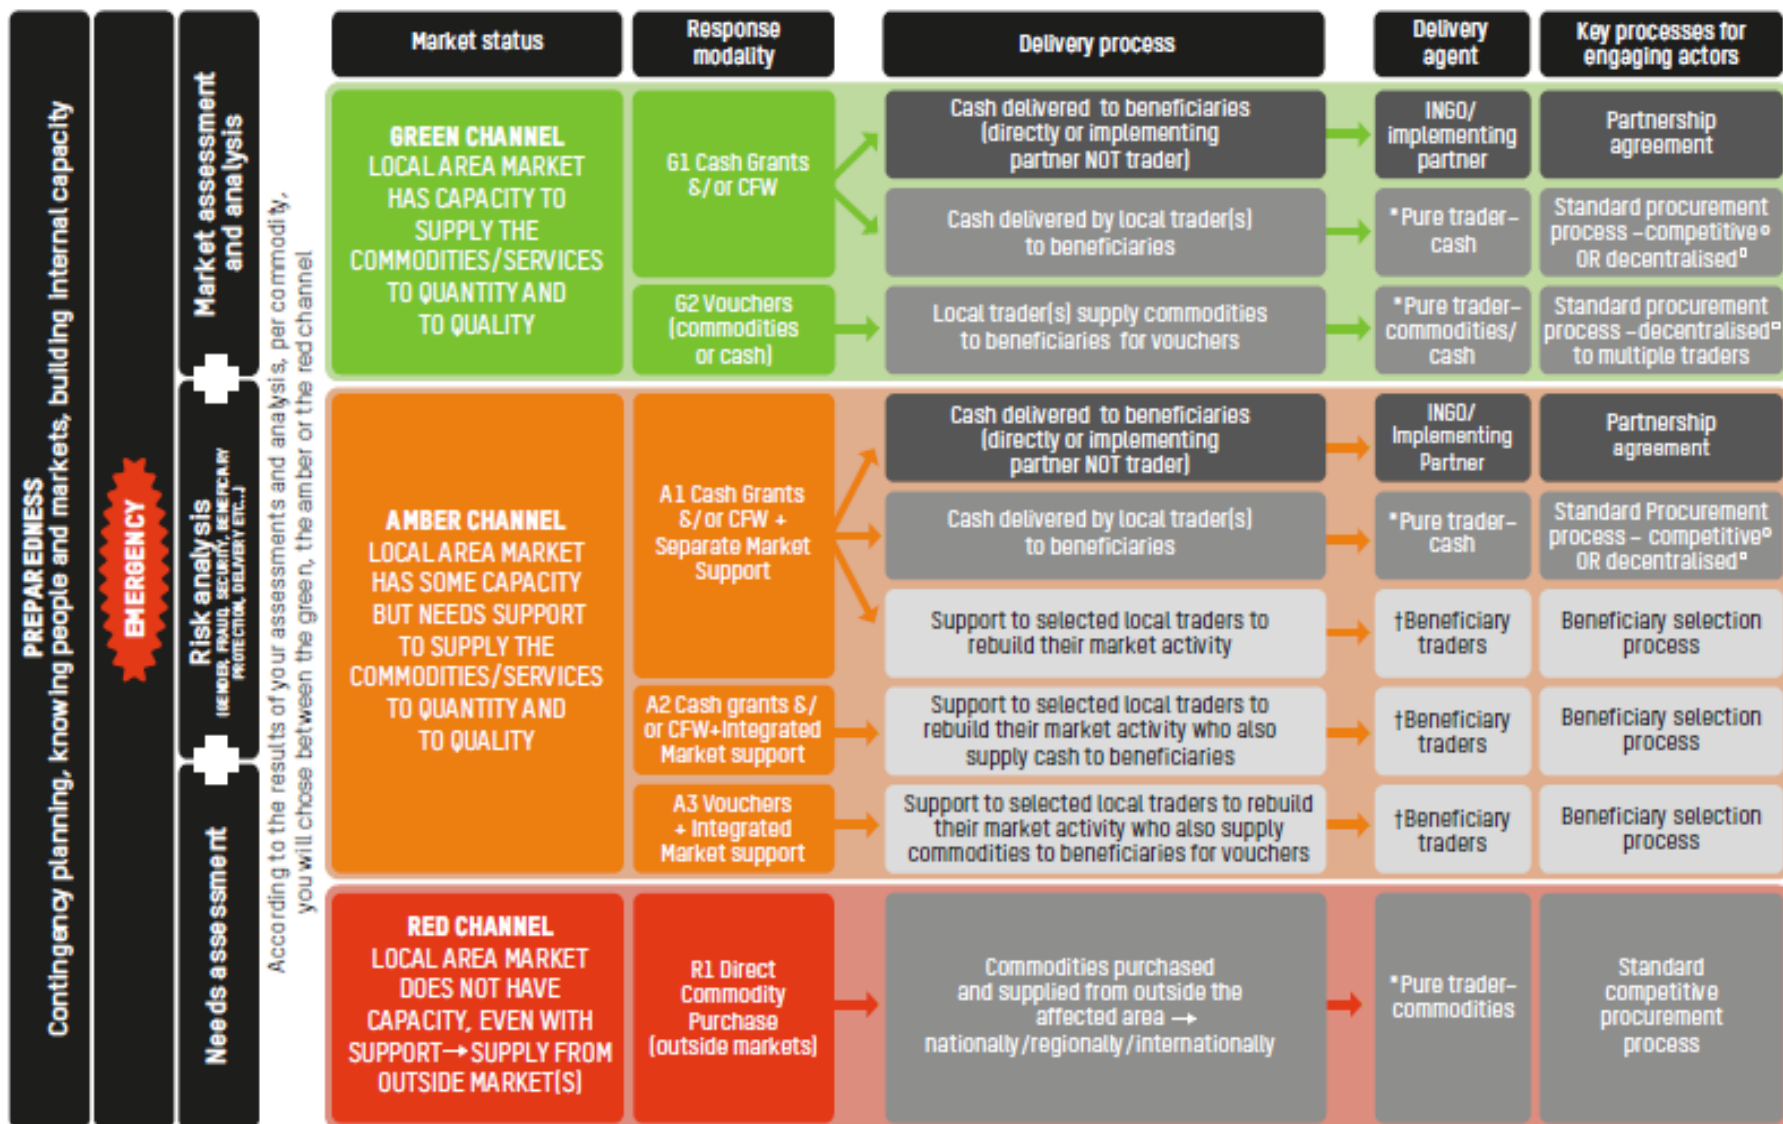 PREPAREDNESS
Contingency planning, knowing people and markets, building internal capacity
EMERGENCY
Market assessment
and analysis
Risk analysis
(GENDER, FRAUD, SECURITY, BENEFICIARY
PROTECTION, DELIVERY ETC...)
Needs assessment
According to the results of your assessments and analysis, per commodity,
you will chose between the green, the amber or the red channel
Market status
Response
modality
Delivery process
Delivery
agent
Key processes for
engaging actors
GREEN CHANNEL
LOCAL AREA MARKET
HAS CAPACITY TO
SUPPLY THE
COMMODITIES/SERVICES
TO QUANTITY AND
TO QUALITY
G1 Cash Grants
&/or CFW
Cash delivered to beneficiaries
(directly or implementing
partner NOT trader)
INGO/
implementing
partner
Partnership
agreement
Cash delivered by local trader(s)
to beneficiaries
*Pure trader–
cash
Standard procurement
process –competitive°
OR decentralised□
G2 Vouchers
(commodities
or cash)
Local trader(s) supply commodities
to beneficiaries for vouchers
*Pure trader–
commodities/
cash
Standard procurement
process –decentralised□
to multiple traders
AMBER CHANNEL
LOCAL AREA MARKET
HAS SOME CAPACITY
BUT NEEDS SUPPORT
TO SUPPLY THE
COMMODITIES/SERVICES
TO QUANTITY AND
TO QUALITY
A1 Cash Grants
&/or CFW +
Separate Market
Support
Cash delivered to beneficiaries
(directly or implementing
partner NOT trader)
INGO/
Implementing
Partner
Partnership
agreement
Cash delivered by local trader(s)
to beneficiaries
*Pure trader–
cash
Standard Procurement
process – competitive°
OR decentralised□
Support to selected local traders to
rebuild their market activity
†Beneficiary
traders
Beneficiary selection
process
A2 Cash grants &/
or CFW+Integrated
Market support
Support to selected local traders to
rebuild their market activity who also
supply cash to beneficiaries
†Beneficiary
traders
Beneficiary selection
process
A3 Vouchers
+ Integrated
Market support
Support to selected local traders to rebuild
their market activity who also supply
commodities to beneficiaries for vouchers
†Beneficiary
traders
Beneficiary selection
process
RED CHANNEL
LOCAL AREA MARKET
DOES NOT HAVE
CAPACITY, EVEN WITH
SUPPORT→SUPPLY FROM
OUTSIDE MARKET(S)
R1 Direct
Commodity
Purchase
(outside markets)
Commodities purchased
and supplied from outside the
affected area →
nationally/regionally/internationally
*Pure trader–
commodities
Standard
competitive
procurement
process